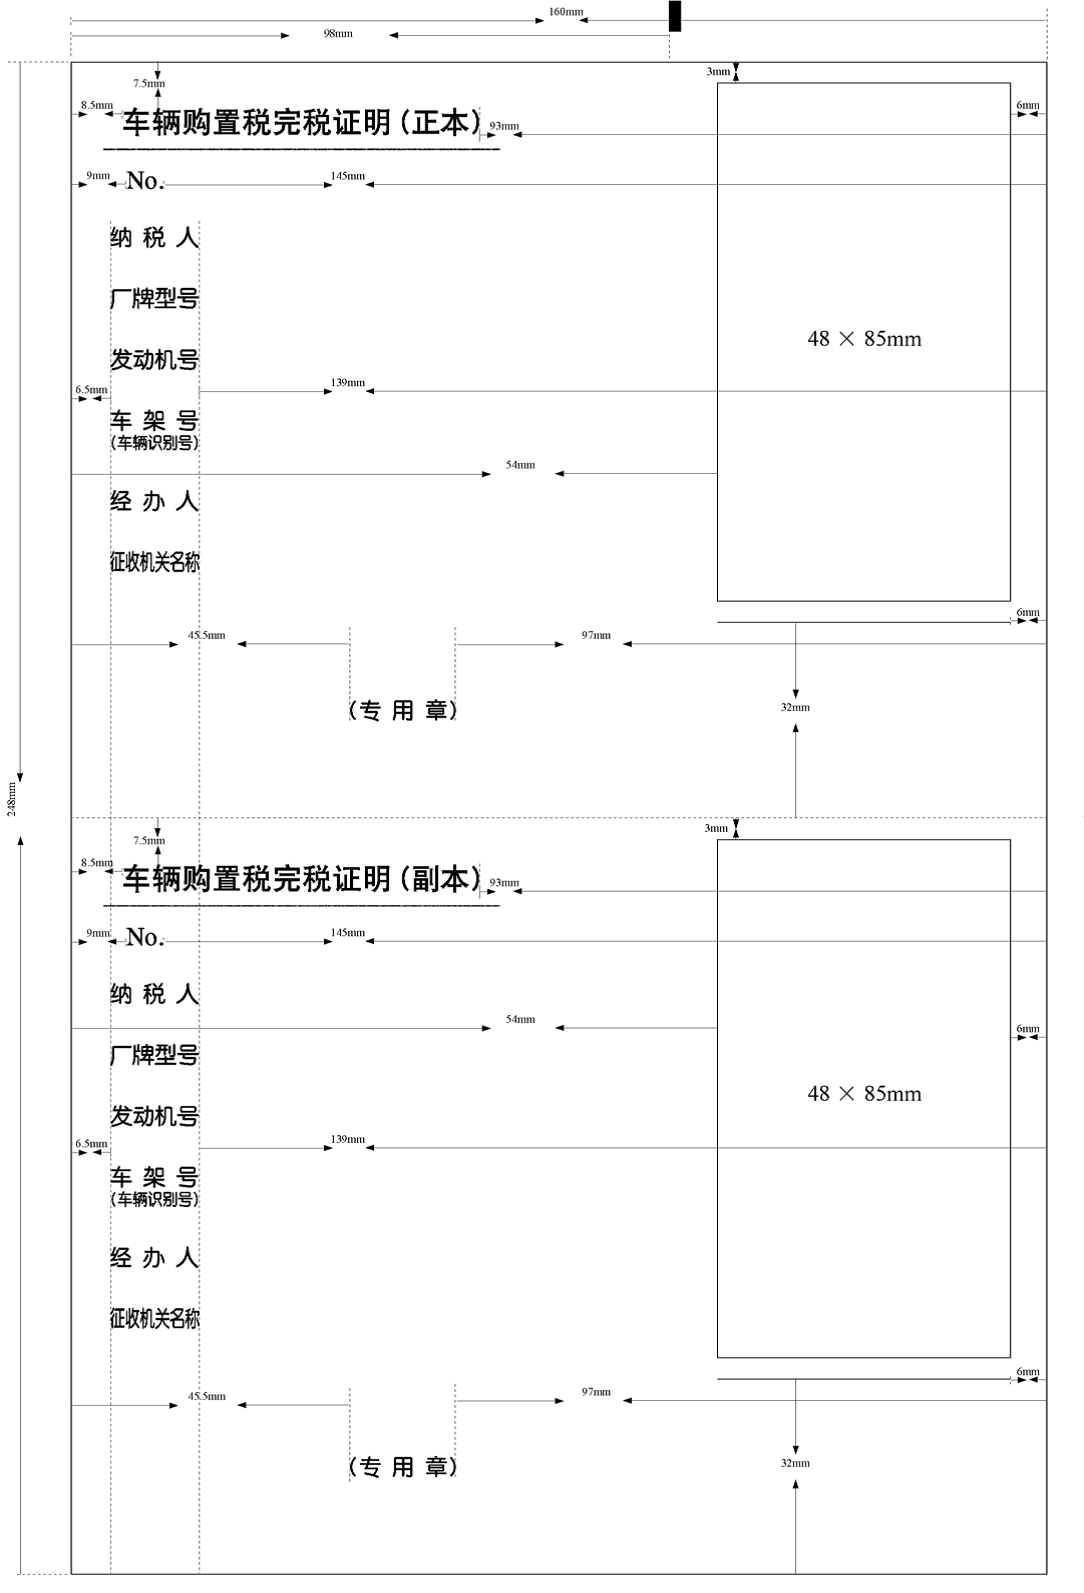 160mm
98mm
7.5mm
3mm
8.5mm
6mm
车辆购置税完税证明(正本)
93mm
9mm
No.
145mm
纳 税 人
厂牌型号
48 × 85mm
发动机号
6.5mm
139mm
车 架 号
(车辆识别号)
54mm
经 办 人
征收机关名称
6mm
45.5mm
97mm
(专 用 章)
32mm
248mm
7.5mm
3mm
8.5mm
车辆购置税完税证明(副本)
93mm
9mm
No.
145mm
纳 税 人
54mm
6mm
厂牌型号
48 × 85mm
发动机号
6.5mm
139mm
车 架 号
(车辆识别号)
经 办 人
征收机关名称
6mm
45.5mm
97mm
(专 用 章)
32mm